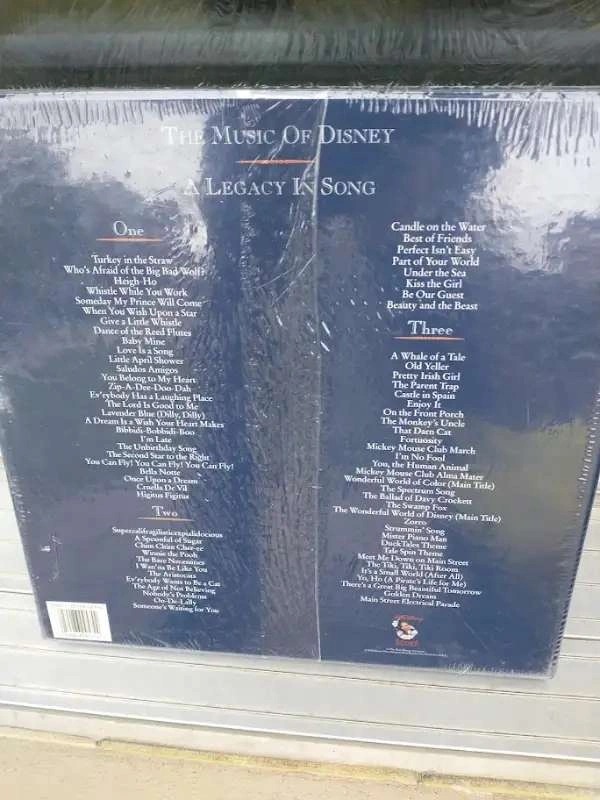 THE MUSIC OF DISNEY
A LEGACY IN SONG
One
Turkey in the Straw
Who's Afraid of the Big Bad Wolf?
Heigh-Ho
Whistle While You Work
Someday My Prince Will Come
When You Wish Upon a Star
Give a Little Whistle
Dance of the Reed Flutes
Baby Mine
Love Is a Song
Little April Shower
Saludos Amigos
You Belong to My Heart
Zip-A-Dee-Doo-Dah
Ev'rybody Has a Laughing Place
The Lord Is Good to Me
Lavender Blue (Dilly, Dilly)
A Dream is a Wish Your Heart Makes
Bibbidi-Bobbidi-Boo
I'm Late
The Unbirthday Song
The Second Star to the Right
You Can Fly! You Can Fly! You Can Fly!
Bella Notte
Once Upon a Dream
Cruella De Vil
Higitus Figitus
Two
Supercalifragilisticexpialidocious
A Spoonful of Sugar
Chim Chim Cher-ee
Winnie the Pooh
The Bare Necessities
I Wan'na Be Like You
The Aristocats
Ev'rybody Wants to Be a Cat
The Age of Not Believing
Nobody's Problems
Oo-De-Lally
Someone's Waiting for You
Candle on the Water
Best of Friends
Perfect Isn't Easy
Part of Your World
Under the Sea
Kiss the Girl
Be Our Guest
Beauty and the Beast
Three
A Whale of a Tale
Old Yeller
Pretty Irish Girl
The Parent Trap
Castle in Spain
Enjoy It
On the Front Porch
The Monkey's Uncle
That Darn Cat
Fortuosity
Mickey Mouse Club March
I'm No Fool
You, the Human Animal
Mickey Mouse Club Alma Mater
Wonderful World of Color (Main Title)
The Spectrum Song
The Ballad of Davy Crockett
The Swamp Fox
The Wonderful World of Disney (Main Title)
Zorro
Strummin' Song
Mister Piano Man
DuckTales Theme
Tale Spin Theme
Meet Me Down on Main Street
The Tiki, Tiki, Tiki Room
It's a Small World (After All)
Yo, Ho (A Pirate's Life for Me)
There's a Great Big Beautiful Tomorrow
Golden Dream
Main Street Electrical Parade